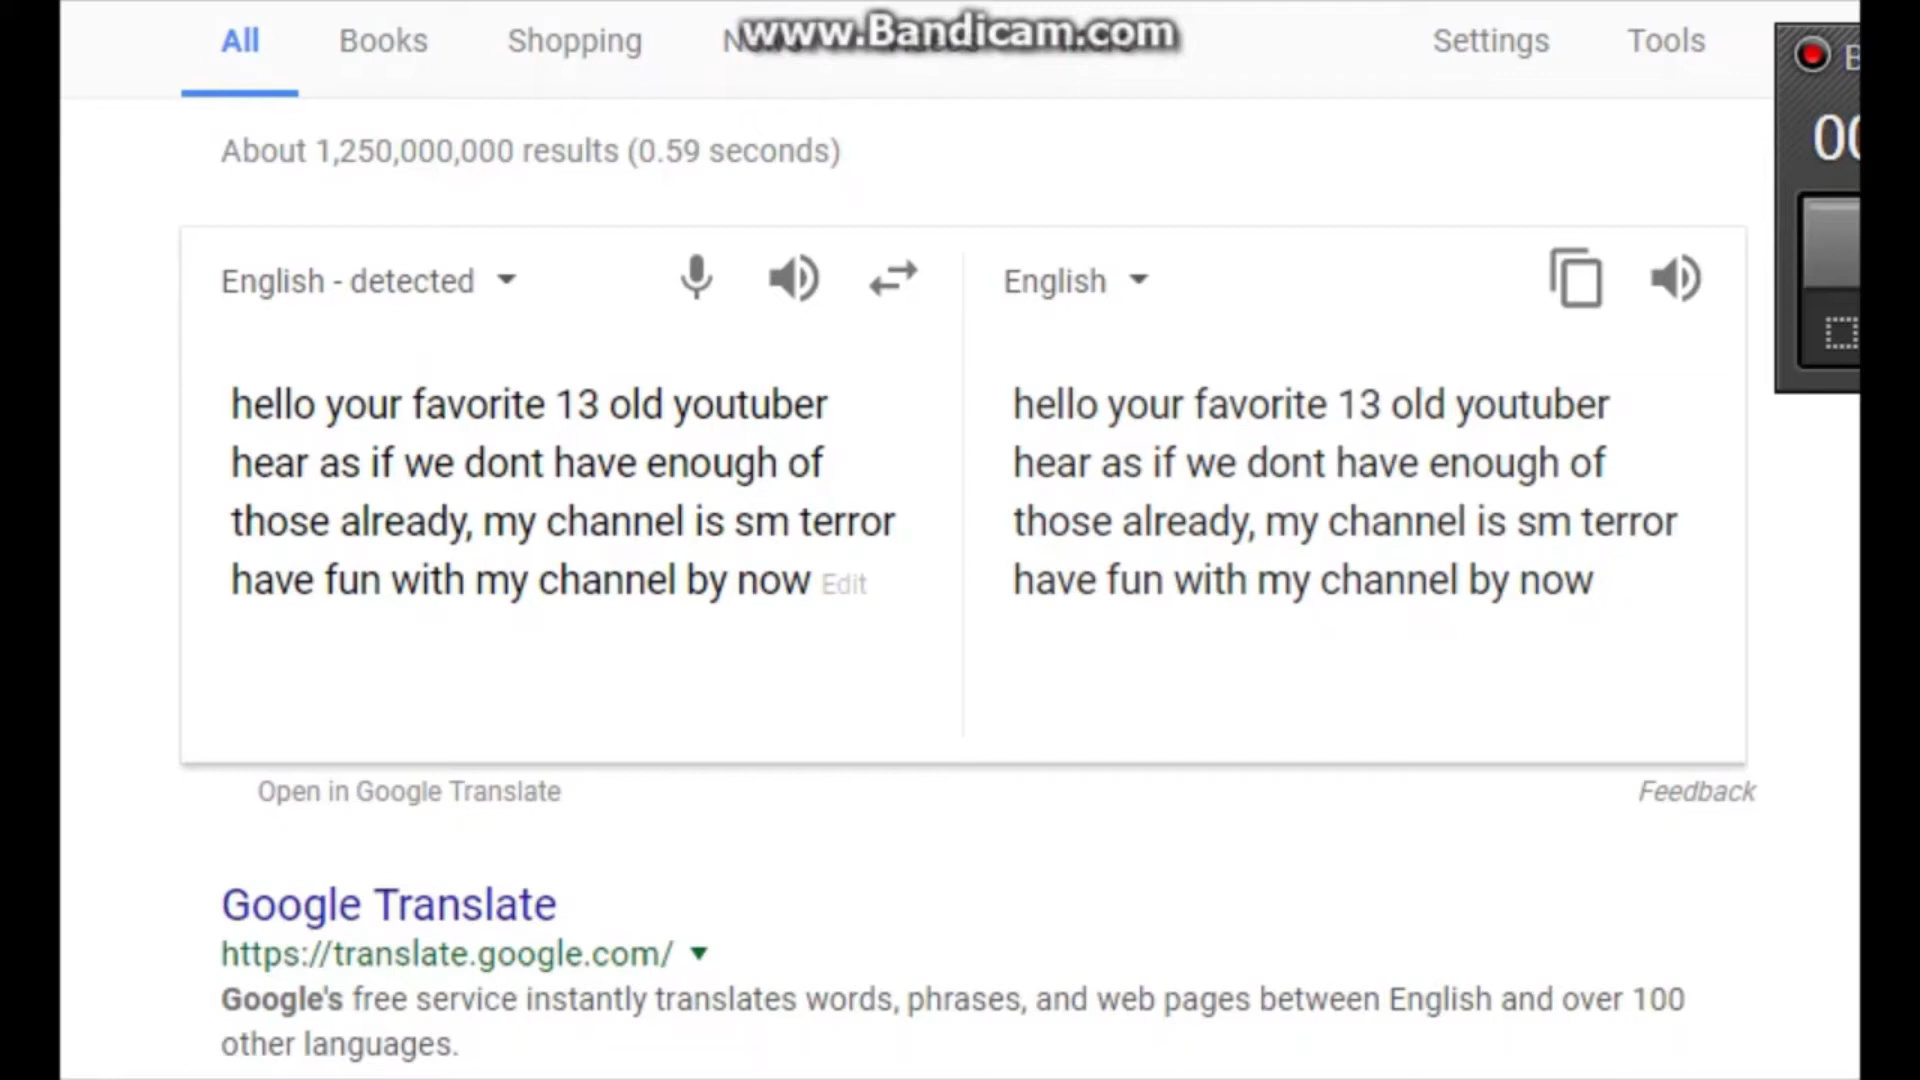 www.Bandicam.com
All Books Shopping Settings Tools
About 1,250,000,000 results (0.59 seconds)
00
English - detected English
hello your favorite 13 old youtuber
hear as if we dont have enough of
those already, my channel is sm terror
have fun with my channel by now Edit
hello your favorite 13 old youtuber
hear as if we dont have enough of
those already, my channel is sm terror
have fun with my channel by now
Open in Google Translate Feedback
Google Translate
https://translate.google.com/
Google's free service instantly translates words, phrases, and web pages between English and over 100
other languages.